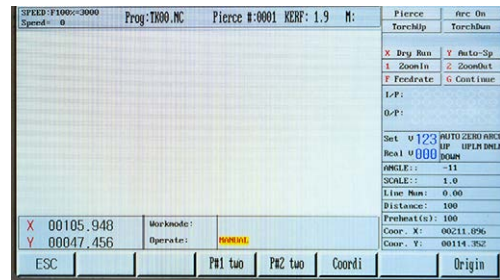 SPEED:F100%=3000 Prog:TK00.NC Pierce #:0001 KERF: 1.9 M:
Speed= 0
Pierce Arc On
TorchUp TorchDwn
X Dry Run Y Auto-Sp
1 ZoomIn Z ZoomOut
F Feedrate G Continue
I/P:
O/P:
Set V 123 AUTO ZERO ARCU
UP UPLM DNLM
Real V 000 DOWN
ANGLE:: -11
SCALE:: 1.0
Line Num: 0.00
Distance: 100
Preheat(s): 100
X 00105.948 Workmode: Coor. X: 00211.896
Y 00047.456 Operate: MANUAL Coor. Y: 00114.352
ESC P#1 two P#2 two Coordi Origin